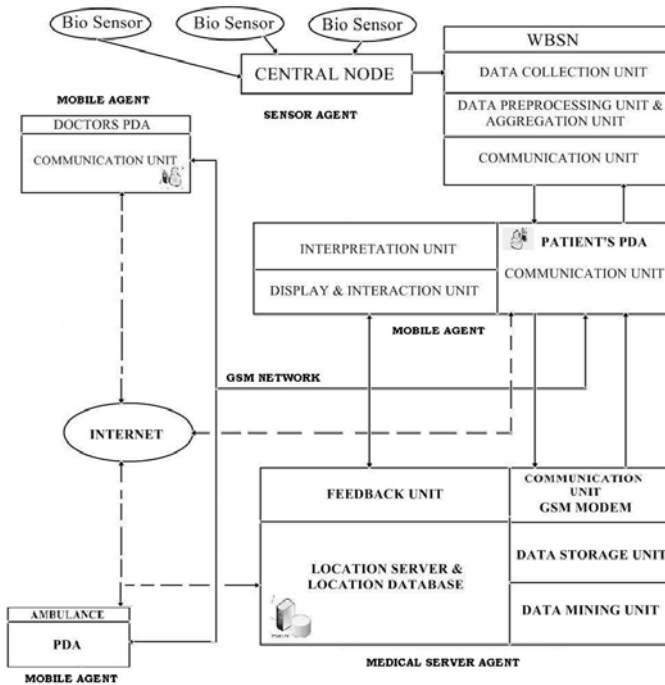 Bio Sensor
Bio Sensor
Bio Sensor
CENTRAL NODE
SENSOR AGENT
WBSN
DATA COLLECTION UNIT
DATA PREPROCESSING UNIT &
AGGREGATION UNIT
COMMUNICATION UNIT
MOBILE AGENT
DOCTORS PDA
COMMUNICATION UNIT
INTERPRETATION UNIT
DISPLAY & INTERACTION UNIT
PATIENT'S PDA
COMMUNICATION UNIT
MOBILE AGENT
GSM NETWORK
INTERNET
FEEDBACK UNIT
COMMUNICATION
UNIT
GSM MODEM
LOCATION SERVER &
LOCATION DATABASE
DATA STORAGE UNIT
DATA MINING UNIT
MEDICAL SERVER AGENT
AMBULANCE
PDA
MOBILE AGENT